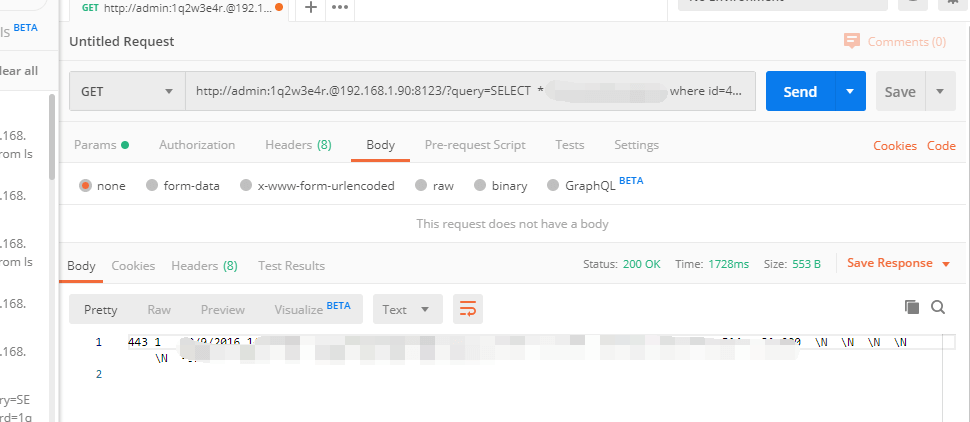 GET http://admin:1q2w3e4r.@192.1...
+
•••
ls BETA
lear all
.168.
rom ls
.168.
.168.
rom ls
.168.
.168.
ry=SE
rd=1q
Untitled Request
Comments (0)
GET
http://admin:1q2w3e4r.@192.168.1.90:8123/?query=SELECT * where id=4...
Send
Save
Params
Authorization
Headers (8)
Body
Pre-request Script
Tests
Settings
Cookies Code
none
form-data
x-www-form-urlencoded
raw
binary
GraphQL BETA
This request does not have a body
Body Cookies Headers (8) Test Results
Status: 200 OK Time: 1728ms Size: 553 B
Save Response
Pretty Raw Preview Visualize BETA
Text
1 443 1 /9/2016 1 \N \N \N \N
\N
2